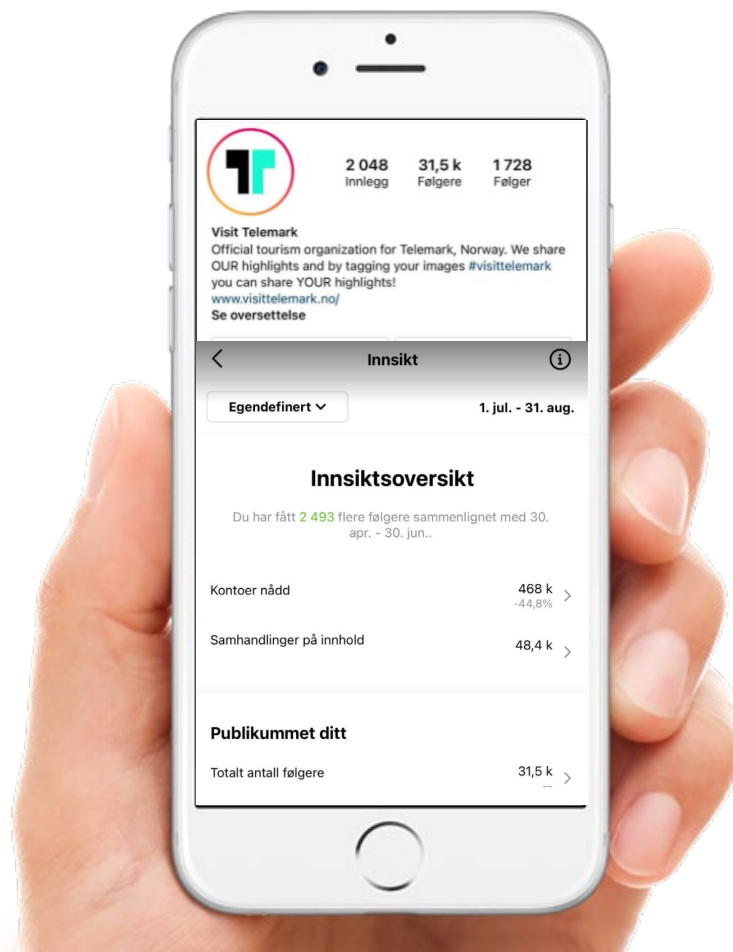 2 048 31,5 k 1 728
Innlegg Følgere Følger
Visit Telemark
Official tourism organization for Telemark, Norway. We share
OUR highlights and by tagging your images #visittelemark
you can share YOUR highlights!
www.visittelemark.no/
Se oversettelse
Innsikt
Egendefinert 1. jul. - 31. aug.
Innsiktsoversikt
Du har fått 2 493 flere følgere sammenlignet med 30.
apr. - 30. jun..
Kontoer nådd 468 k
-44,8%
Samhandlinger på innhold 48,4 k
Publikummet ditt
Totalt antall følgere 31,5 k
--